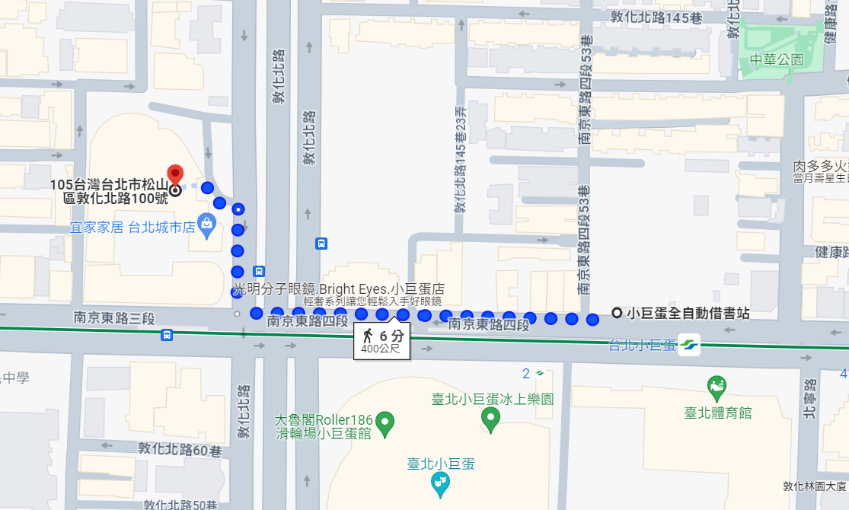 敦化北路145巷
敦化北
健康路
中華公園
敦化北路
敦化北路
南京東路四段53巷
敦化北路145巷23弄
肉多多火
當月壽星生日
105台灣台北市松山
區敦化北路100號
宜家家居 台北城市店
南京東路四段53巷
健康路
光明分子眼鏡.Bright Eyes.小巨蛋店
輕奢系列讓您輕鬆入手好眼鏡
南京東路三段
南京東路四段
南京東路四段
小巨蛋全自動借書站
6 分
400公尺
台北小巨蛋
中學
2
4
敦化北路
臺北小巨蛋冰上樂園
臺北體育館
北寧路
大魯閣Roller186
滑輪場小巨蛋館
敦化北路60巷
臺北小巨蛋
敦化林園大廈
敦化北路50巷